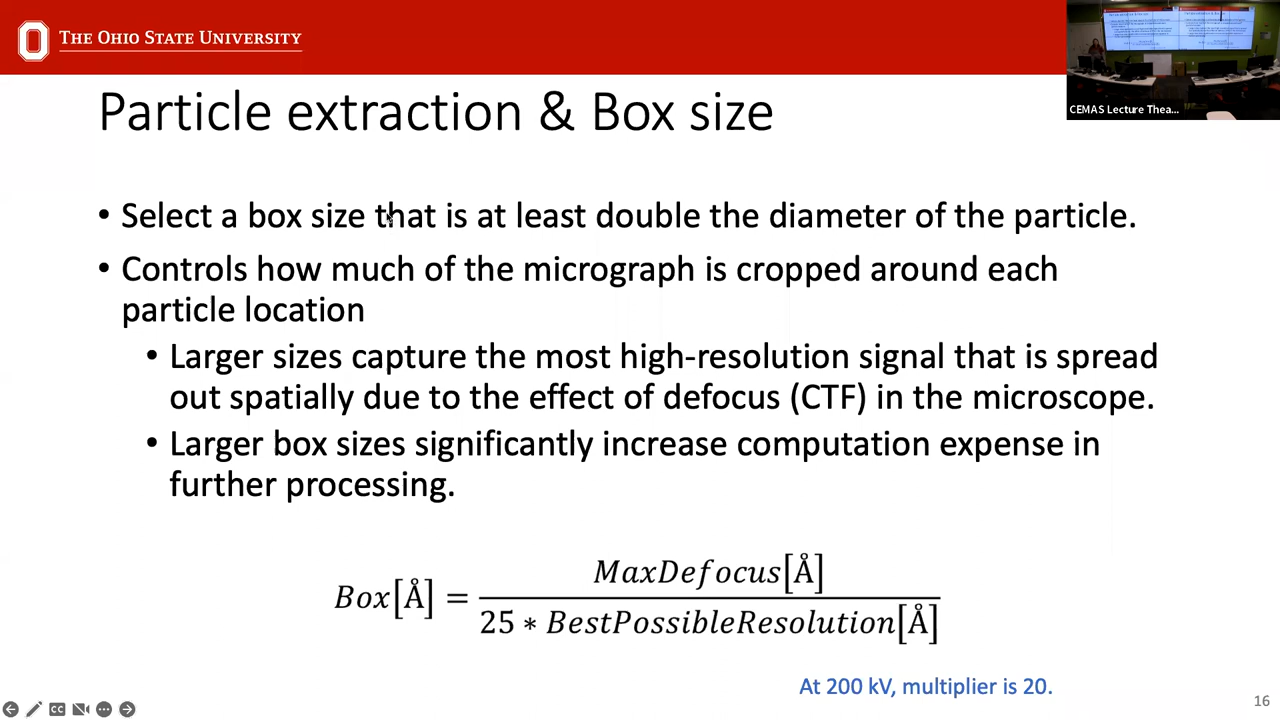 THE OHIO STATE UNIVERSITY
CEMAS Lecture Thea...
Particle extraction & Box size
• Select a box size that is at least double the diameter of the particle.
• Controls how much of the micrograph is cropped around each
particle location
• Larger sizes capture the most high-resolution signal that is spread
out spatially due to the effect of defocus (CTF) in the microscope.
• Larger box sizes significantly increase computation expense in
further processing.
Box[Å] = MaxDefocus[Å] / 25 * BestPossibleResolution[Å]
At 200 kV, multiplier is 20.
16